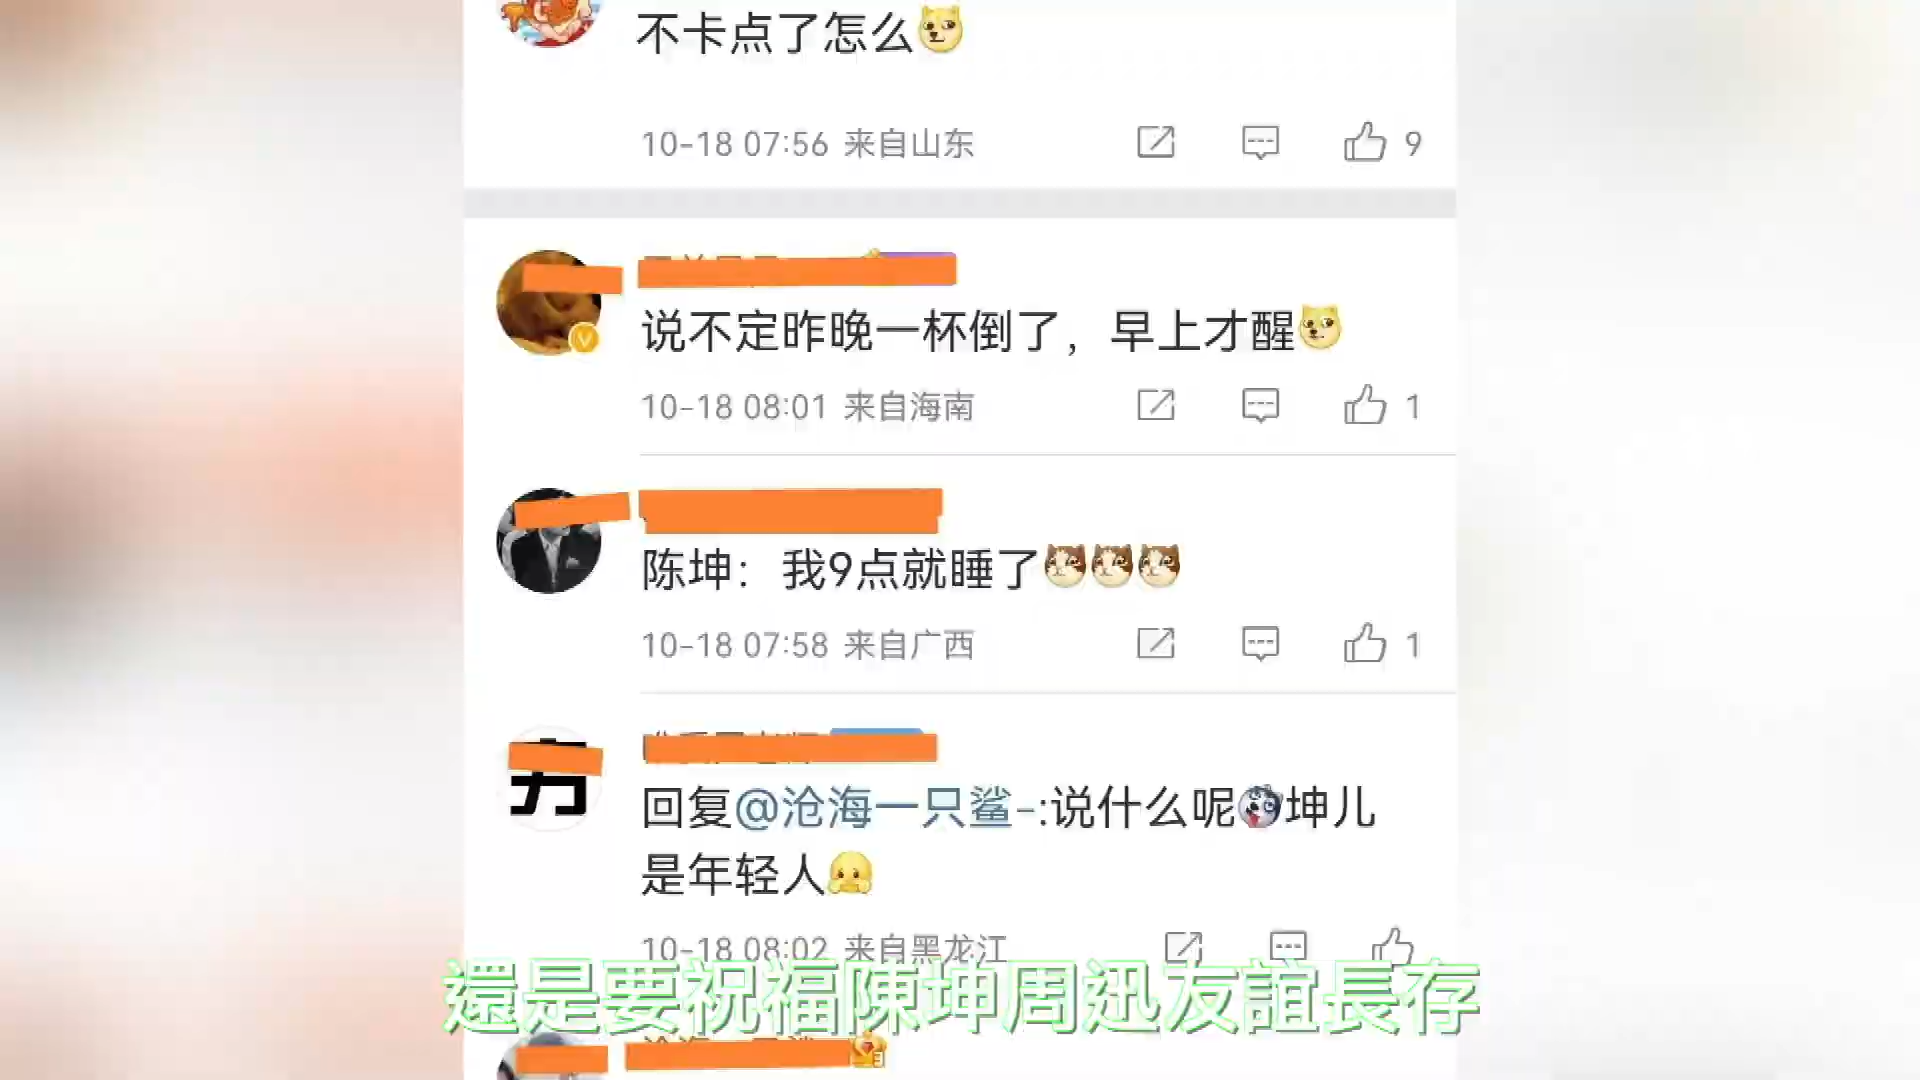 不卡点了怎么
10-18 07:56 来自山东
9
说不定昨晚一杯倒了，早上才醒
10-18 08:01 来自海南
1
陈坤：我9点就睡了
10-18 07:58 来自广西
1
回复@沧海一只鲨-:说什么呢坤儿
是年轻人
10-18 08:02 来自黑龙江
還是要祝福陳坤周迅友誼長存